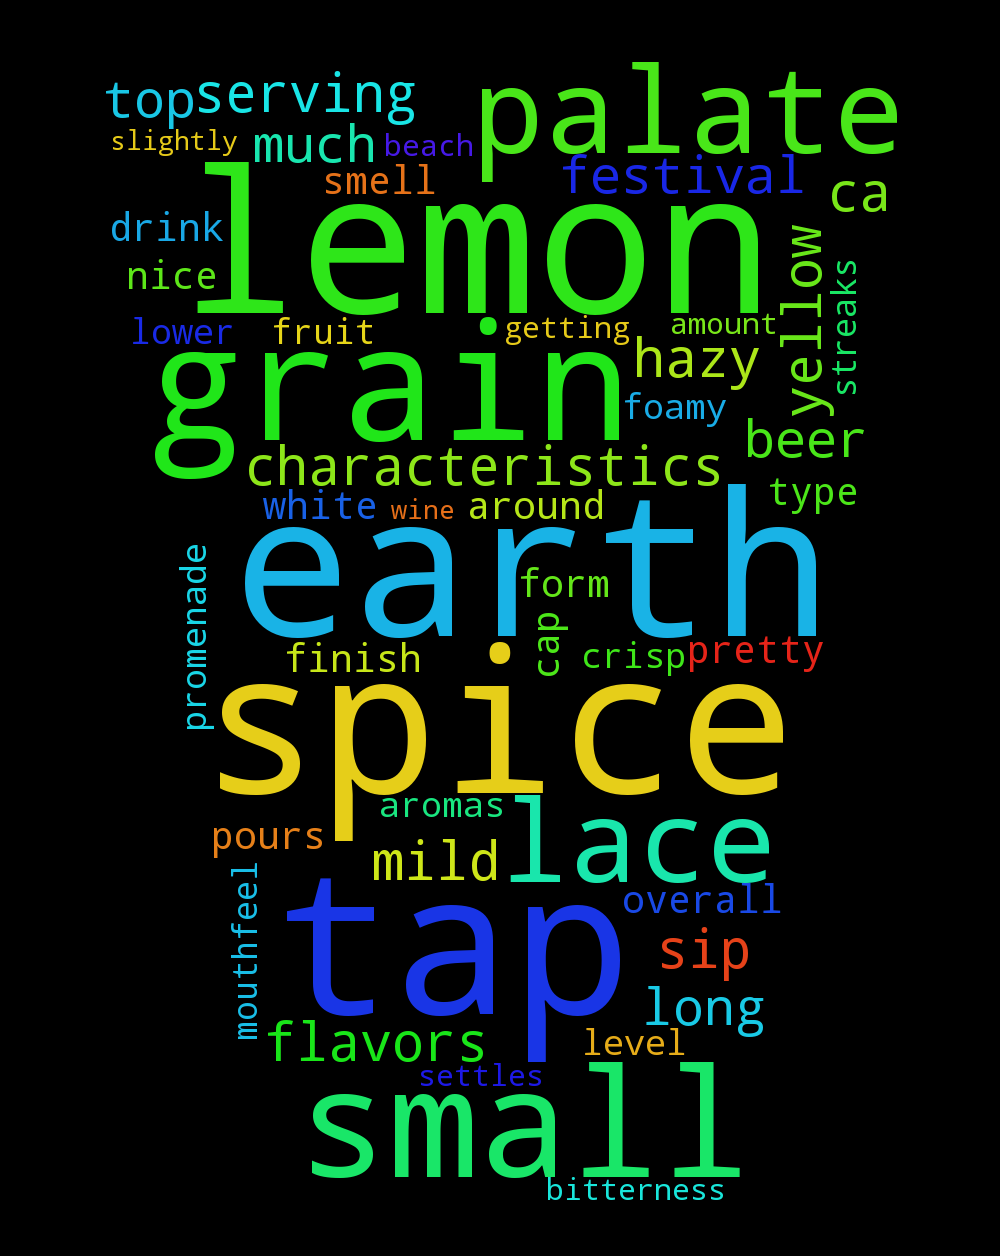 top serving palate
slightly much beach
smell festival ca
lemon
drink
nice
yellow
streaks
lower fruit getting amount
grain hazy
foamy
beer
characteristics
type
white wine around
earth
promenade
form
cap
finish crisp pretty
spice
aromas
pours mild lace
tap overall
mouthfeel
sip
long
flavors level
settles
small
bitterness